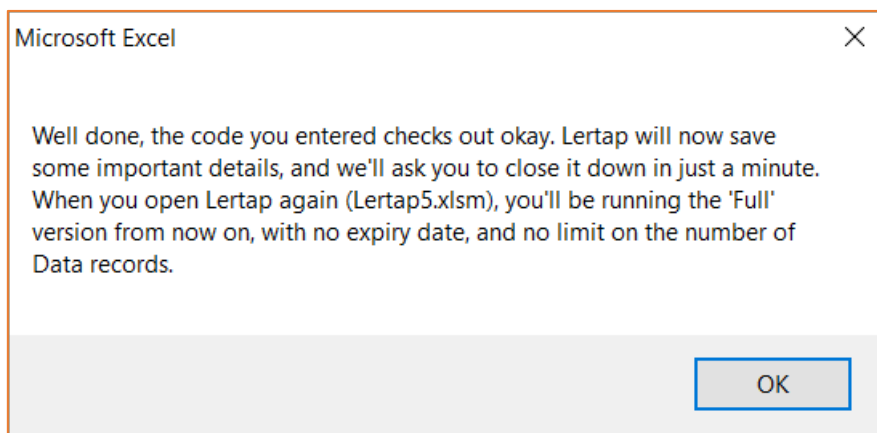 Microsoft Excel
Well done, the code you entered checks out okay. Lertap will now save
some important details, and we'll ask you to close it down in just a minute.
When you open Lertap again (Lertap5.xlsm), you'll be running the 'Full'
version from now on, with no expiry date, and no limit on the number of
Data records.
OK